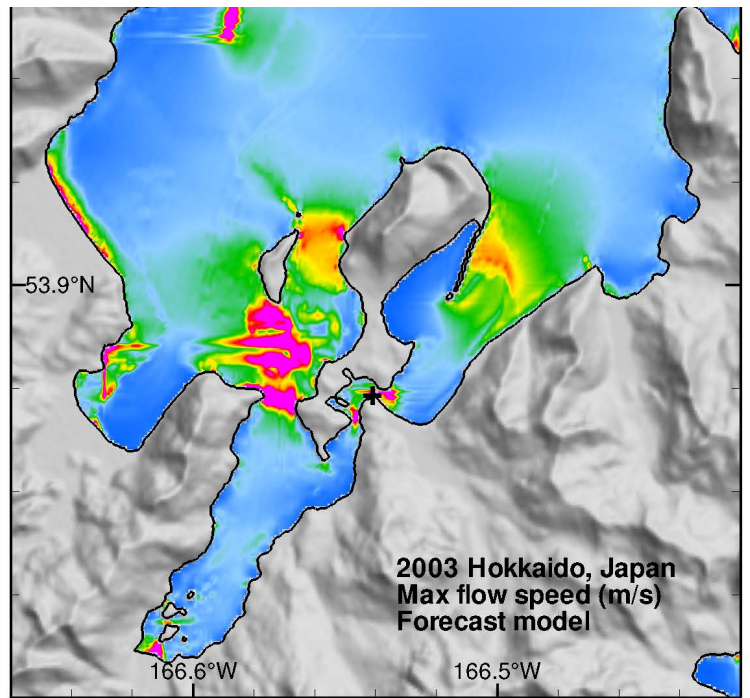 53.9°N
2003 Hokkaido, Japan
Max flow speed (m/s)
Forecast model
166.6°W 166.5°W